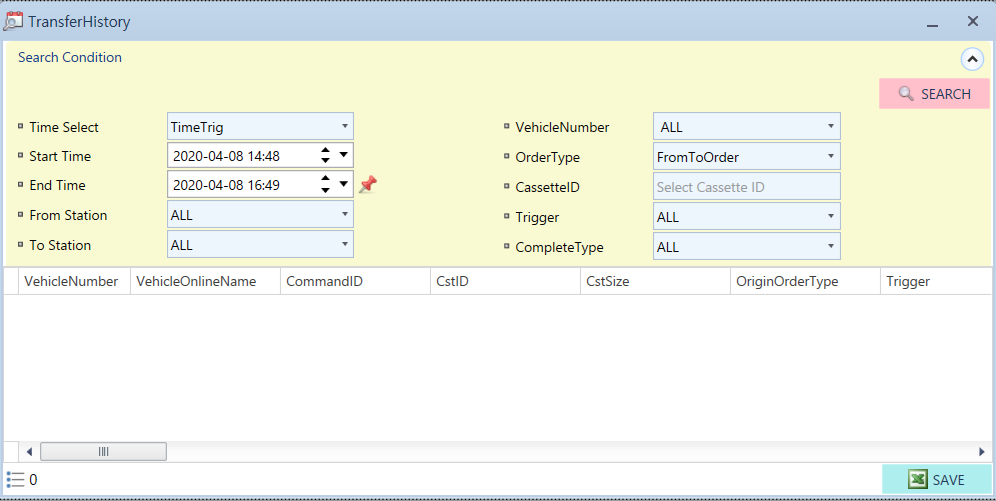 TransferHistory
Search Condition
SEARCH
Time Select TimeTrig VehicleNumber ALL
Start Time 2020-04-08 14:48 OrderType FromToOrder
End Time 2020-04-08 16:49 CassetteID Select Cassette ID
From Station ALL Trigger ALL
To Station ALL CompleteType ALL
VehicleNumber VehicleOnlineName CommandID CstID CstSize OriginOrderType Trigger
0 SAVE